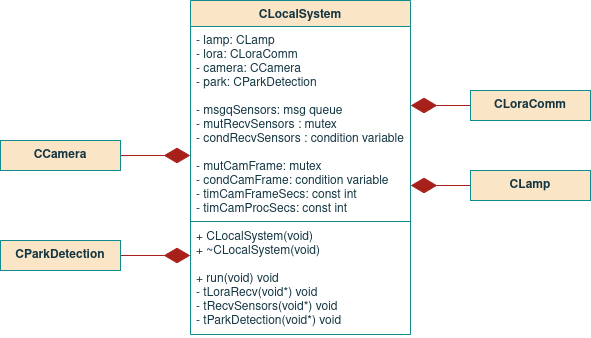 CLocalSystem
- lamp: CLamp
- lora: CLoraComm
- camera: CCamera
- park: CParkDetection
- msgqSensors: msg queue
- mutRecvSensors : mutex
- condRecvSensors : condition variable
- mutCamFrame: mutex
- condCamFrame: condition variable
- timCamFrameSecs: const int
- timCamProcSecs: const int
+ CLocalSystem(void)
+ ~CLocalSystem(void)
+ run(void) void
- tLoraRecv(void*) void
- tRecvSensors(void*) void
- tParkDetection(void*) void
CCamera
CParkDetection
CLoraComm
CLamp